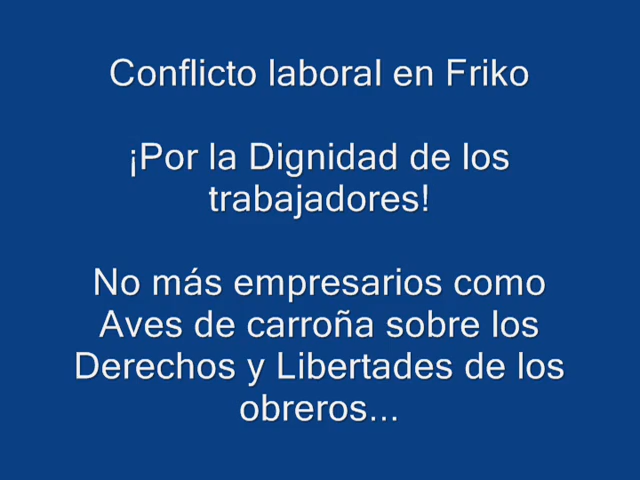 Conflicto laboral en Friko
¡Por la Dignidad de los
trabajadores!
No más empresarios como
Aves de carroña sobre los
Derechos y Libertades de los
obreros...